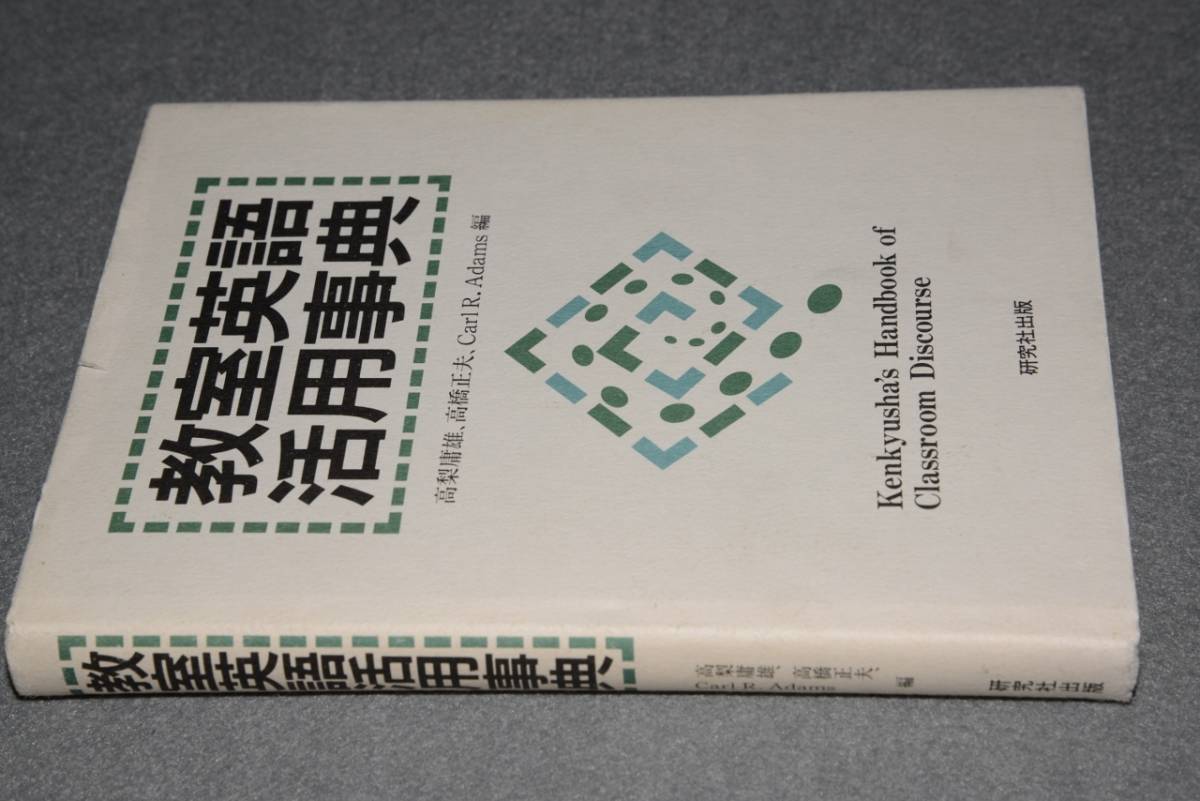 教室英語
活用事典
高梨庸雄、高橋正夫、Carl R. Adams 編
Kenkyusha's Handbook of
Classroom Discourse
研究社出版
教室英語活用事典
高梨庸雄、高橋正夫、
Carl R. Adams 編
研究社出版